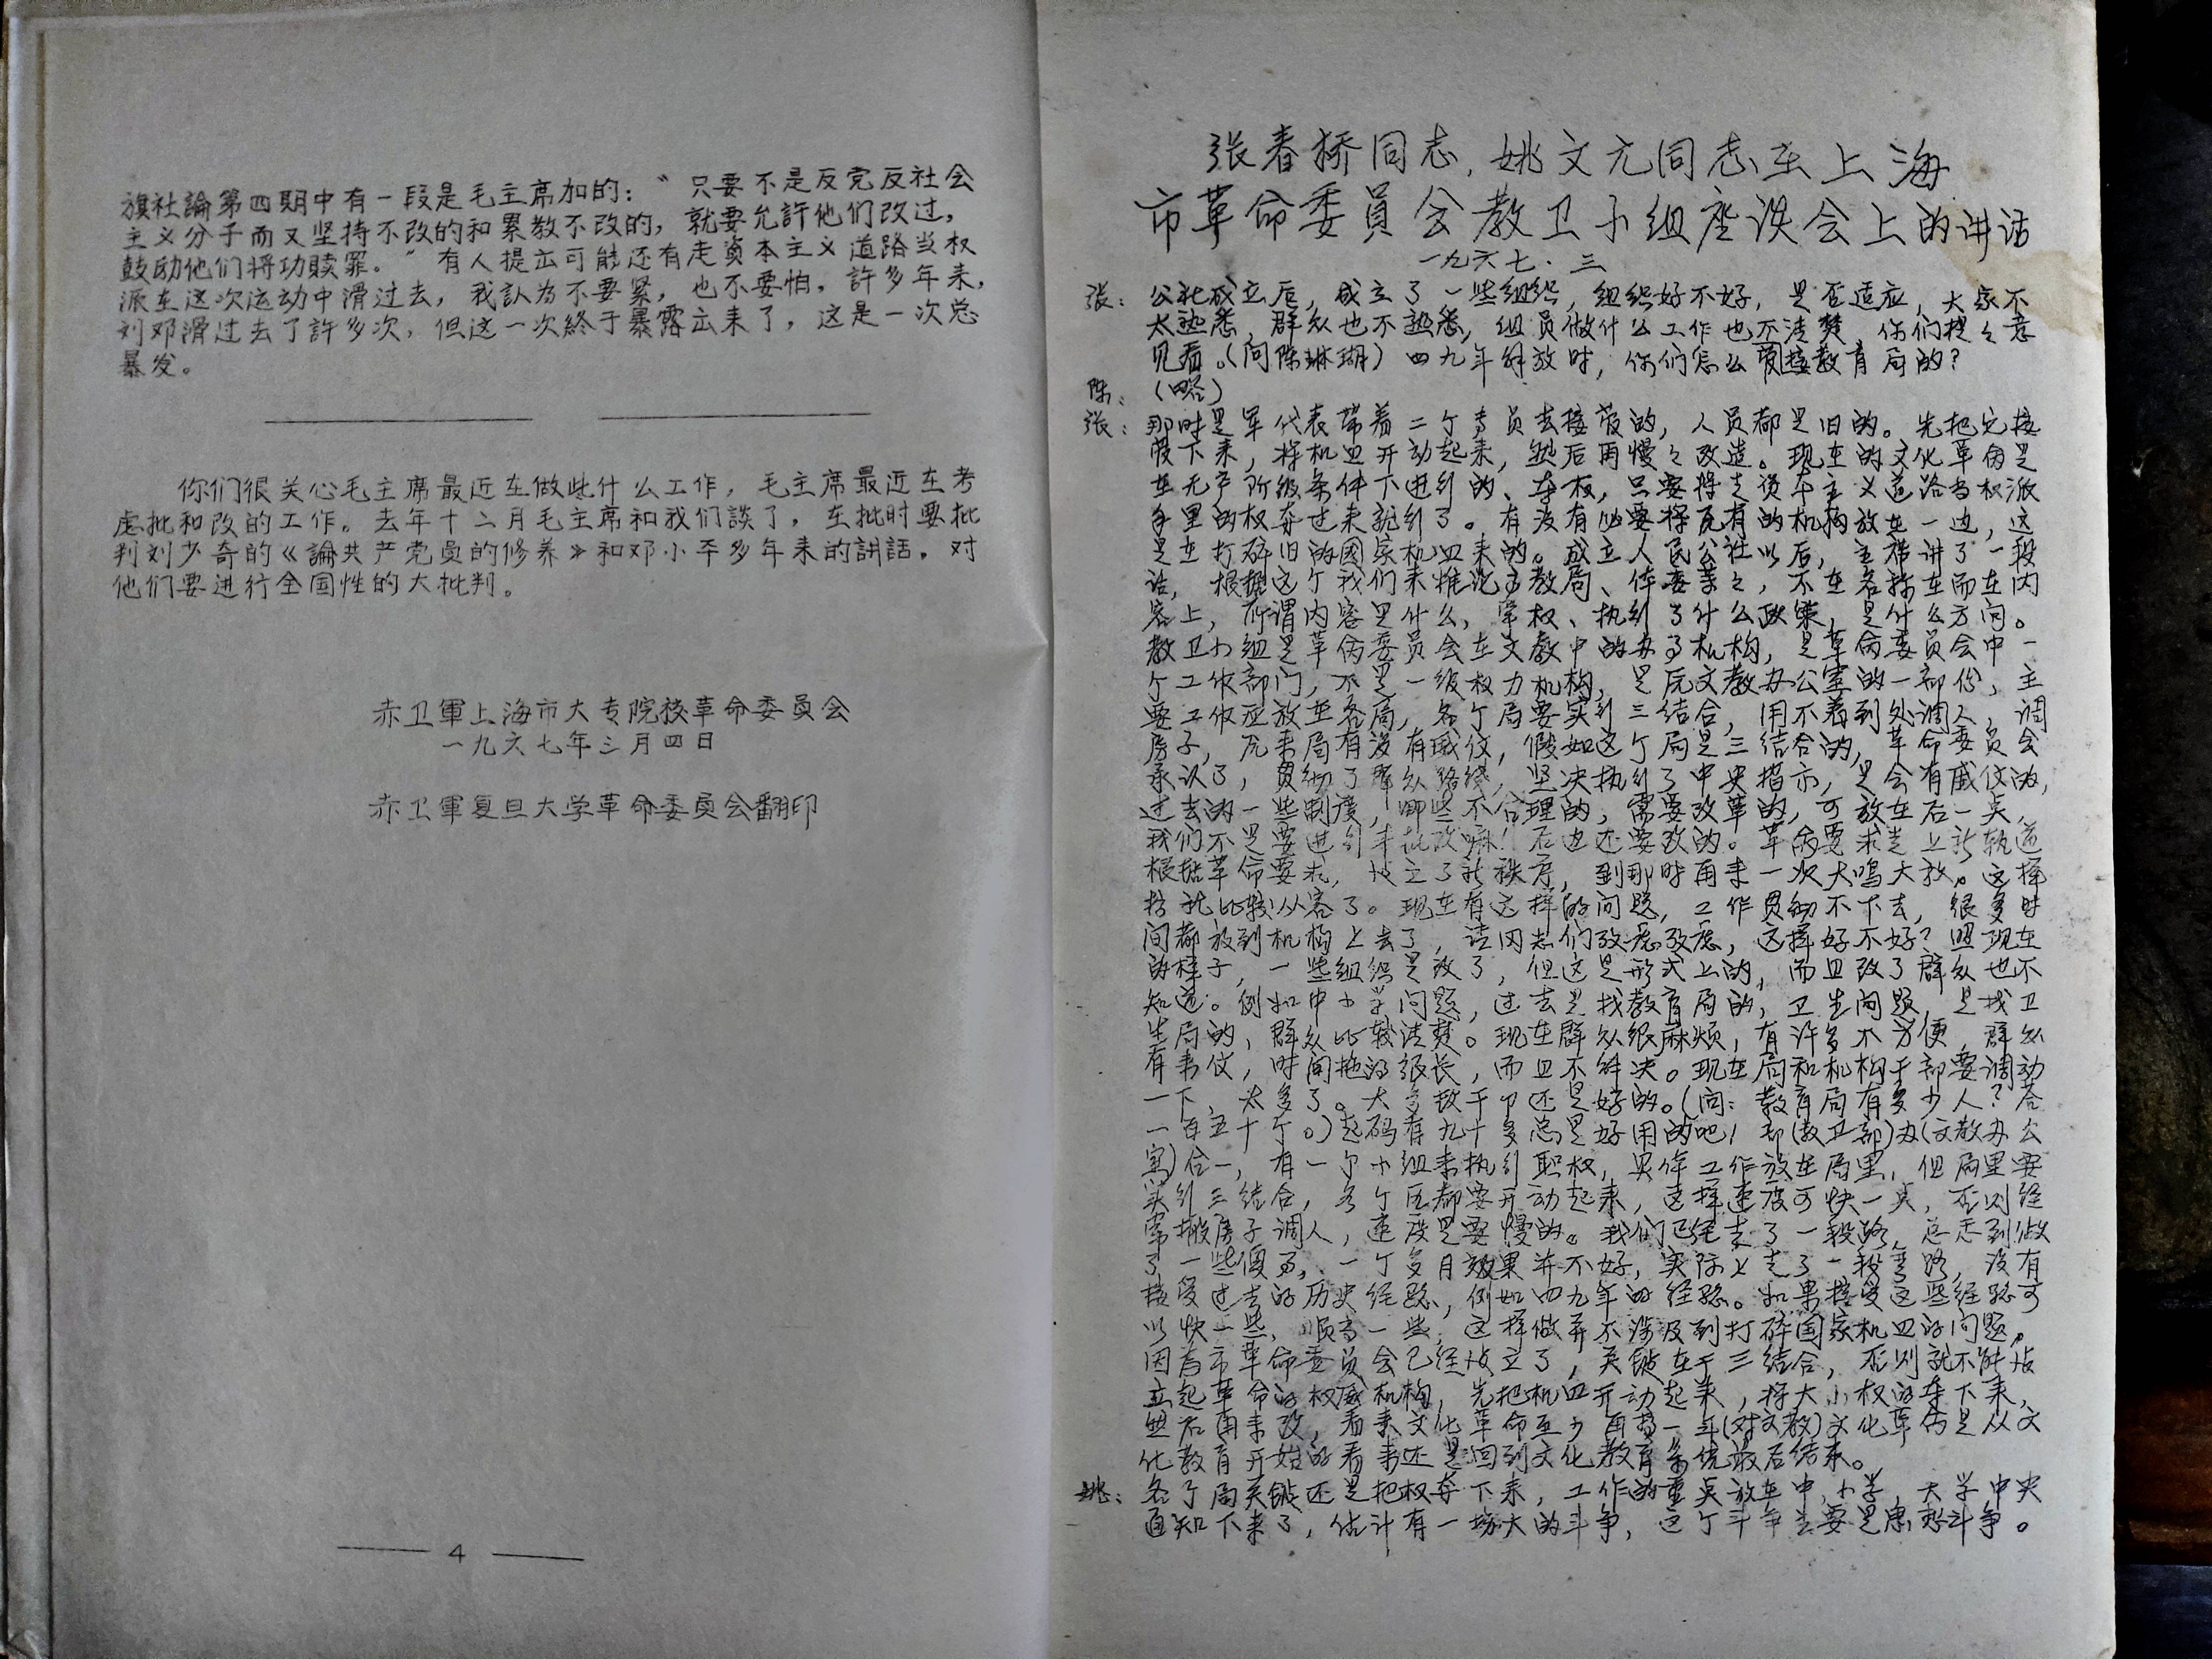 旗社論第四期中有一段是毛主席加的：“只要不是反党反社会
主义分子而又坚持不改的和累教不改的，就要允許他们改过，
鼓励他们将功贖罪。”有人提出可能还有走資本主义道路当权
派在这次运动中滑过去，我認为不要紧，也不要怕，許多年来，
刘邓滑过去了許多次，但这一次終于暴露出来了，这是一次总
暴发。
你们很关心毛主席最近在做些什么工作，毛主席最近在考
虑批和改的工作。去年十二月毛主席和我们談了，在批时要批
判刘少奇的《論共产党员的修养》和邓小平多年来的講話。对
他们要进行全国性的大批判。
赤卫軍上海市大专院校革命委員会
一九六七年三月四日
赤卫軍复旦大学革命委員会翻印
4
张春桥同志，姚文元同志在上海
市革命委員会教卫小组座谈会上的讲话
一九六七．三
张：公社成立后，成立了一些组织，组织好不好，是否适应，大家不
太熟悉，群众也不熟悉，组员做什么工作也不清楚，你们提々意
见看。（问陈琳瑚）四九年解放时，你们怎么接教育局的？
陈：（略）
张：那时是军代表带着二个专员去接管的，人员都是旧的。先把它接
管下来，将机四开动起来，然后再慢々改造。现在的文化革命是
在无产阶级条件下进行的、夺权，只要将走资本主义道路当权派
手里的权夺过来就行了。有没有必要将原有的机构放在一边，这
是在打碎旧的國家机四来的。成立人民公社以后，主席讲了一段
话，根据这个我们来推论市教局、体委等々，不在名称在而在内
容上，所谓内容是什么，掌权、执行了什么政策，是什么方向。
教卫小组是革命委员会在文教中的办事机构，是革命委员会中一
个工作部门，不是一级权力机构，是原文教办公室的一部份，主
要工作应放在各局，各个局要实行三结合，用不着到处调人，调
房子，原来局有没有威仪，假如这个局是三结合的，革命委员会
承认了，贯彻了群众路线，坚决执行了中央指示，是会有威仪的，
过去的一些制度，哪些不合理的，需要改革的，可放在后一点，
我们不是要进行斗批改嘛！后边还要改的。革命要求走上新轨道
根据革命要求，成立了新秩序，到那时再来一次大鸣大放。这样
搞就比较从容了。现在有这样的问题，工作贯彻不下去，很多时
间都放到机构上去了，请同志们改虑改虑，这样好不好？照现在
的样子，一些组织是改了，但这是形式上的，而且改了群众也不
知道。例如中小学问题，过去是找教育局的，卫生问题，是找卫
生局的，群众比较清楚。现在群众很麻烦，有许多不方便，群众
有韦仪，时间拖的很长，而且不解决。现在局和机构干部要调动
一下，太多了。大多数干卩还是好的。（问：教育局有多少人？答
一百五十个。）起码有九十多总是好用的吧！部（教卫部）办（文教办公
室）合一，有一个小组来执行职权，具体工作放在局里，但局里要
实行三结合，各个局都要开动起来，这样速度可快一点，否则经
常搬房子调人，速度是要慢的。我们已经走了一段路，
了一些，一个多月效果并不好，实际上走了一段弯路，没有
接受过去的历史经验，例如四九年的经验。如果接受这些经验可
以快一些，顺当一些，这样做并不涉及到打碎国家机四的问题。
因为市革命委员会已经成立了，关键在于三结合，否则就不能成
立起革命的权威机构，先把机四开动起来，将大小权的夺下来，
然后再来改，看来文化革命至少再搞一年（对文教）文化革命是从文
化教育开始的看来还是回到文化教育系统最后结束。
姚：各个局关键还是把权夺下来，工作的重点放在中，小学，大学中央
通知下来了，估计有一场大的斗争，这个斗争主要是思想斗争。